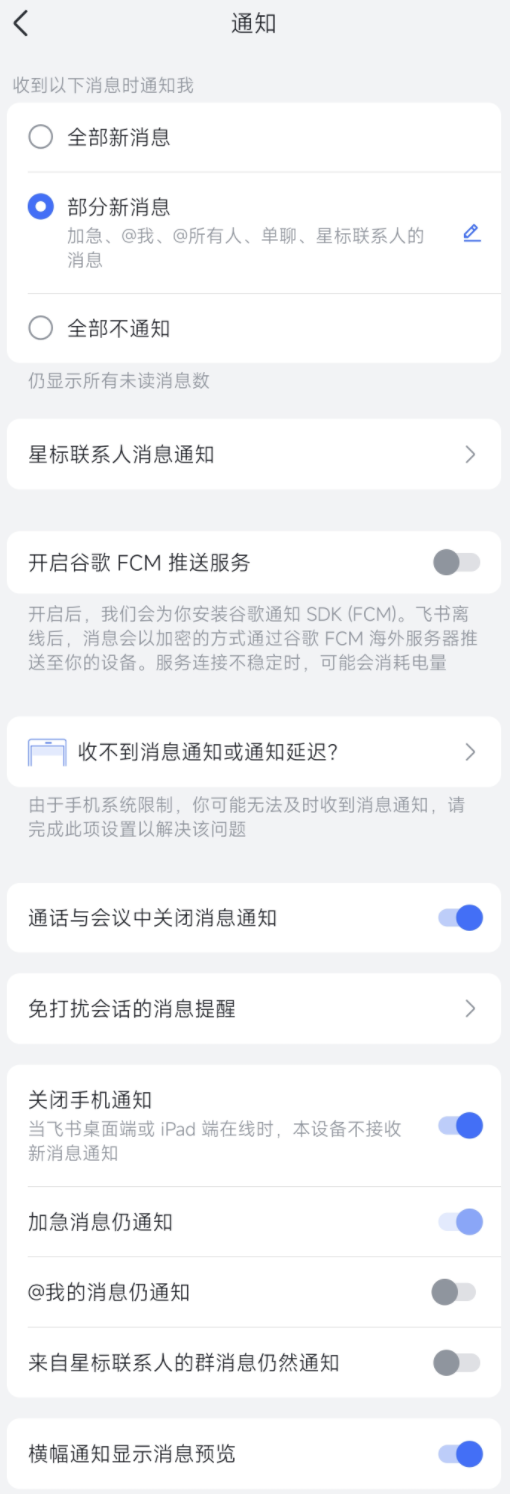 通知
收到以下消息时通知我
全部新消息
部分新消息
加急、@我、@所有人、单聊、星标联系人的
消息
全部不通知
仍显示所有未读消息数
星标联系人消息通知
开启谷歌 FCM 推送服务
开启后，我们会为你安装谷歌通知 SDK (FCM)。飞书离
线后，消息会以加密的方式通过谷歌 FCM 海外服务器推
送至你的设备。服务连接不稳定时，可能会消耗电量
收不到消息通知或通知延迟？
由于手机系统限制，你可能无法及时收到消息通知，请
完成此项设置以解决该问题
通话与会议中关闭消息通知
免打扰会话的消息提醒
关闭手机通知
当飞书桌面端或 iPad 端在线时，本设备不接收
新消息通知
加急消息仍通知
@我的消息仍通知
来自星标联系人的群消息仍然通知
横幅通知显示消息预览